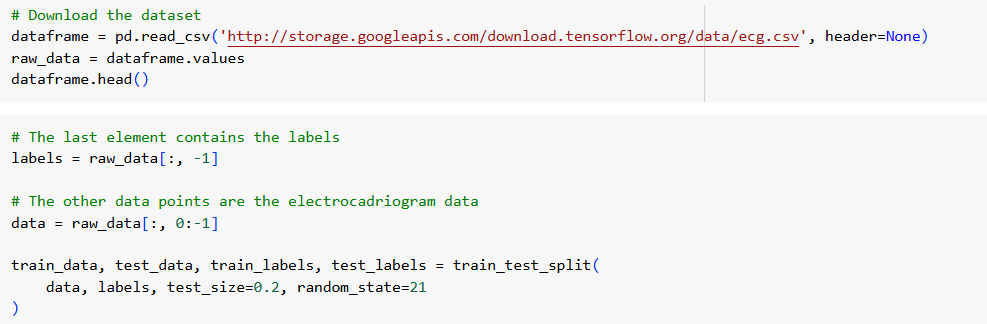 # Download the dataset
dataframe = pd.read_csv('http://storage.googleapis.com/download.tensorflow.org/data/ecg.csv', header=None)
raw_data = dataframe.values
dataframe.head()
# The last element contains the labels
labels = raw_data[:, -1]
# The other data points are the electrocadriogram data
data = raw_data[:, 0:-1]
train_data, test_data, train_labels, test_labels = train_test_split(
    data, labels, test_size=0.2, random_state=21
)